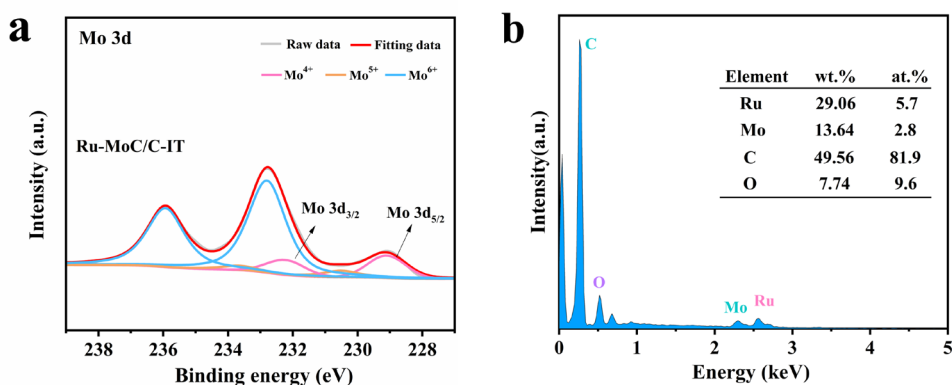 a
Mo 3d
Raw data
Fitting data
Mo⁴⁺
Mo⁵⁺
Mo⁶⁺
Ru-MoC/C-IT
Mo 3d₃/₂
Mo 3d₅/₂
Intensity (a.u.)
238 236 234 232 230 228
Binding energy (eV)
b
C
Element wt.% at.%
Ru 29.06 5.7
Mo 13.64 2.8
C 49.56 81.9
O 7.74 9.6
O
Mo
Ru
Intensity(a.u.)
0 1 2 3 4 5
Energy (keV)